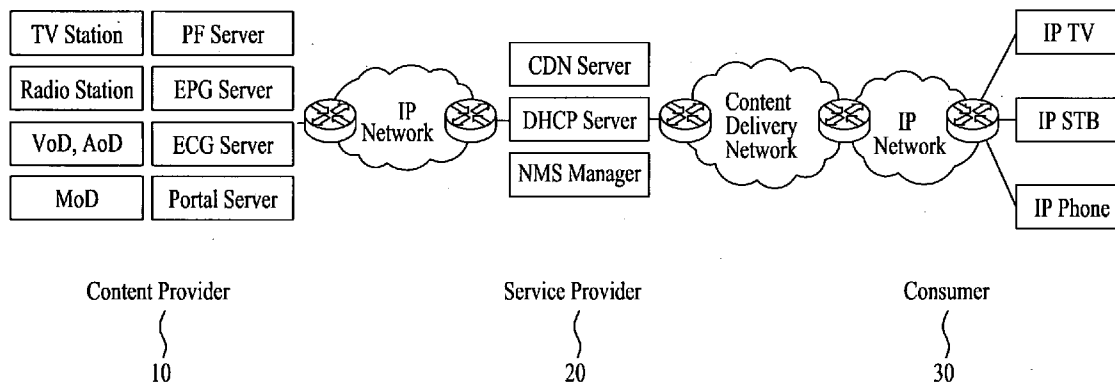 TV Station
PF Server
Radio Station
EPG Server
VoD, AoD
ECG Server
MoD
Portal Server
IP
Network
CDN Server
DHCP Server
NMS Manager
Content
Delivery
Network
IP
Network
IP TV
IP STB
IP Phone
Content Provider
Service Provider
Consumer
10
20
30